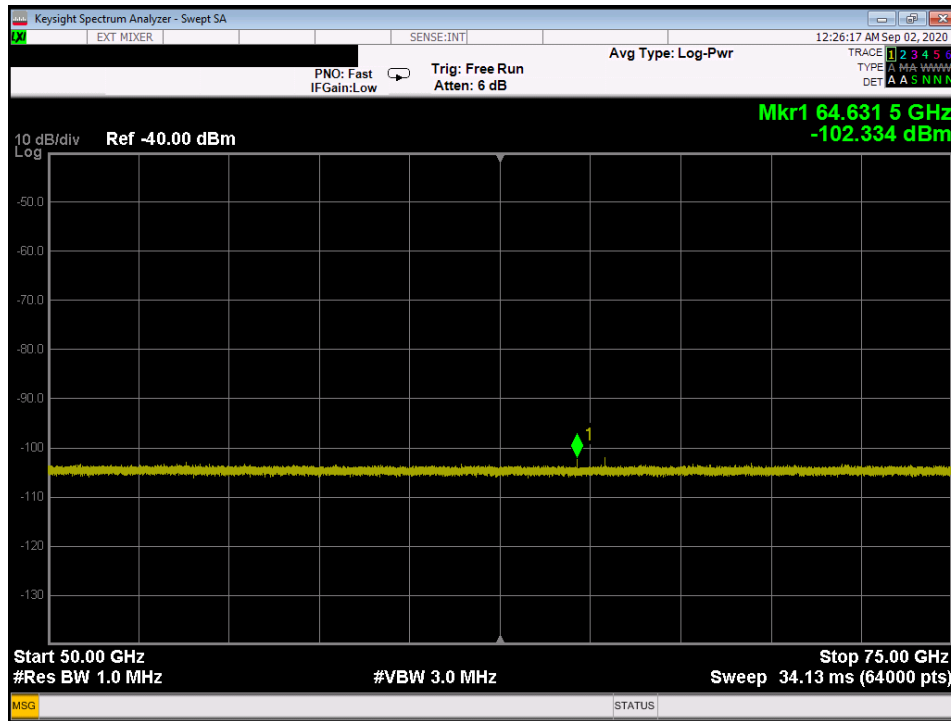 Keysight Spectrum Analyzer - Swept SA
LXI EXT MIXER SENSE:INT 12:26:17 AM Sep 02, 2020
Avg Type: Log-Pwr TRACE 1 2 3 4 5 6
PNO: Fast Trig: Free Run TYPE A MA WWWW
IFGain:Low Atten: 6 dB DET A A S N N N
Mkr1 64.631 5 GHz
10 dB/div Ref -40.00 dBm -102.334 dBm
Log
-50.0
-60.0
-70.0
-80.0
-90.0
1
-100
-110
-120
-130
Start 50.00 GHz Stop 75.00 GHz
#Res BW 1.0 MHz #VBW 3.0 MHz Sweep 34.13 ms (64000 pts)
MSG STATUS